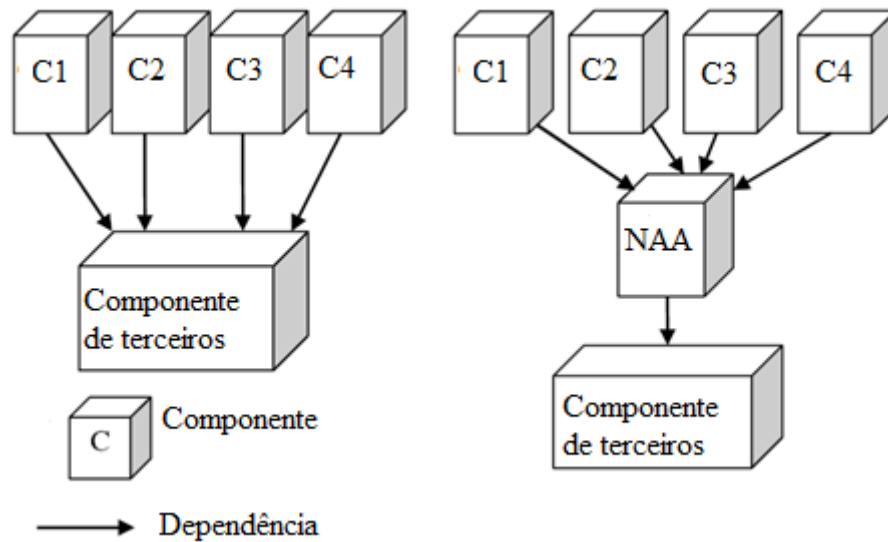 C1 C2 C3 C4
Componente
de terceiros
C Componente
Dependência
C1 C2 C3 C4
NAA
Componente
de terceiros